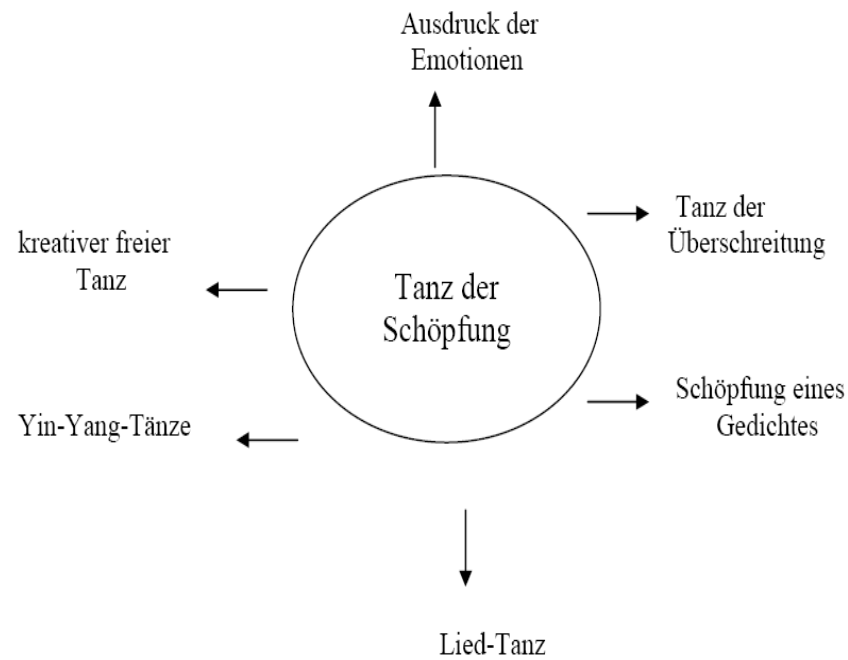 Ausdruck der
Emotionen
Tanz der
Überschreitung
kreativer freier
Tanz
Tanz der
Schöpfung
Schöpfung eines
Gedichtes
Yin-Yang-Tänze
Lied-Tanz